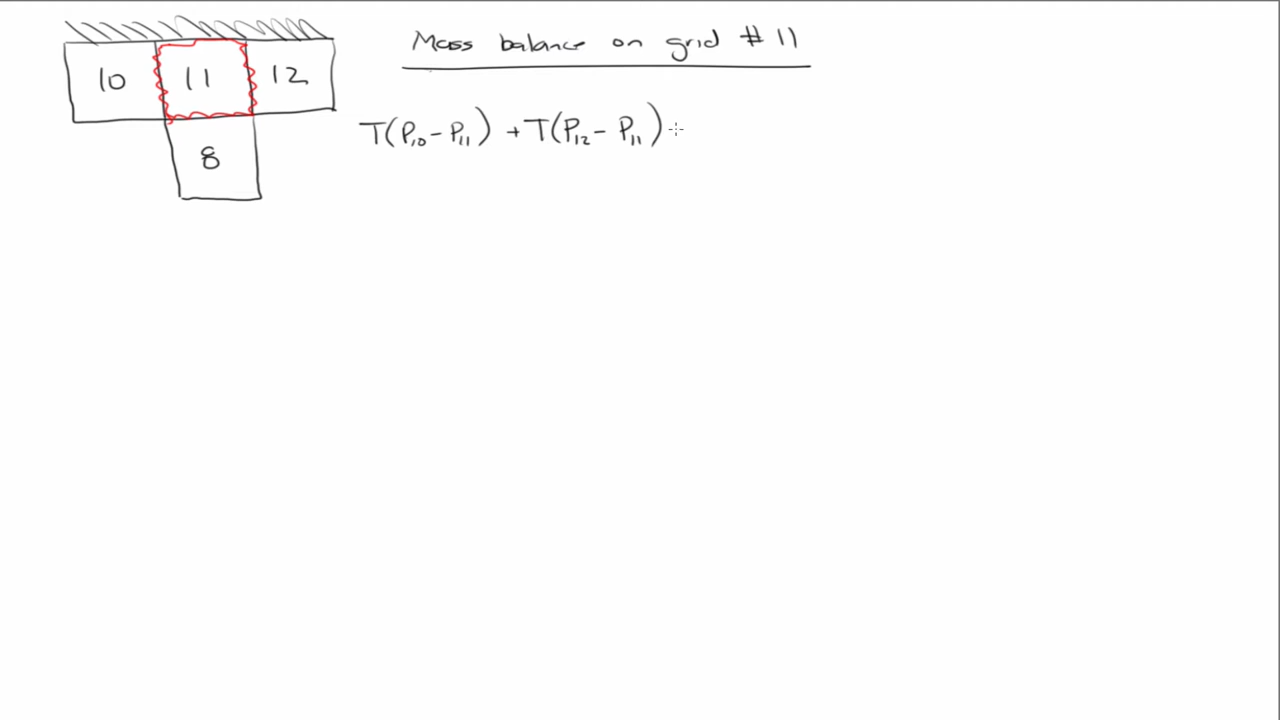 Mass balance on grid # 11
10 11 12
T(P₁₀ - P₁₁) + T(P₁₂ - P₁₁)
8